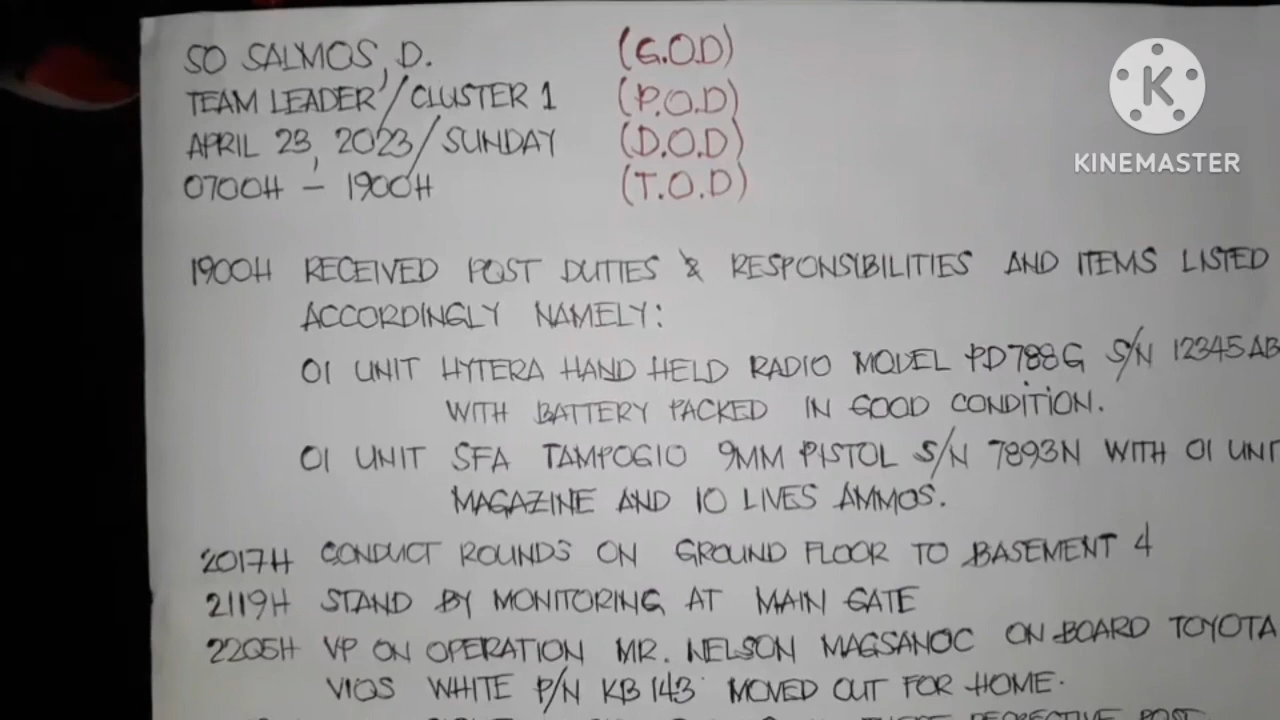 SO SALMOS, D. (G.O.D)
TEAM LEADER / CLUSTER 1 (P.O.D)
APRIL 23, 2023 / SUNDAY (D.O.D)
0700H - 1900H (T.O.D)
K
KINEMASTER
1900H RECEIVED POST DUTIES & RESPONSIBILITIES AND ITEMS LISTED
ACCORDINGLY NAMELY:
01 UNIT HYTERA HAND HELD RADIO MODEL PD788G S/N 12345AB
WITH BATTERY PACKED IN GOOD CONDITION.
01 UNIT SFA TAMPOGIO 9MM PISTOL S/N 7893N WITH 01 UNIT
MAGAZINE AND 10 LIVES AMMOS.
2017H CONDUCT ROUNDS ON GROUND FLOOR TO BASEMENT 4
2119H STAND BY MONITORING AT MAIN GATE
2205H VP ON OPERATION MR. NELSON MAGSANOC ON BOARD TOYOTA
VIOS WHITE P/N KB 143 MOVED OUT FOR HOME.
POST